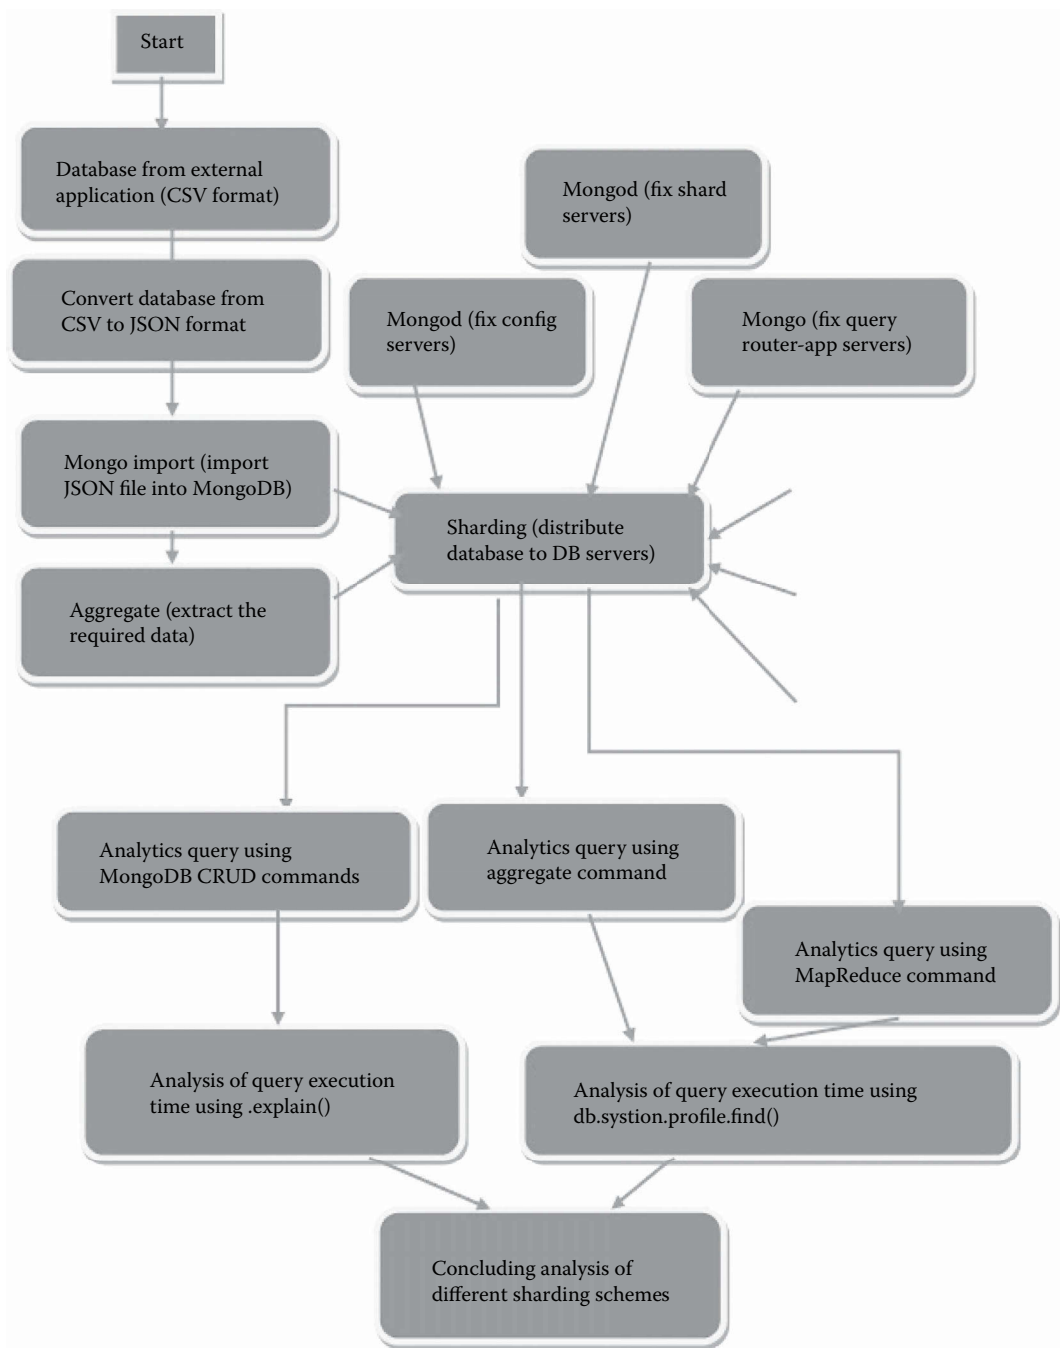 Start
Database from external
application (CSV format)
Mongod (fix shard
servers)
Convert database from
CSV to JSON format
Mongod (fix config
servers)
Mongo (fix query
router-app servers)
Mongo import (import
JSON file into MongoDB)
Sharding (distribute
database to DB servers)
Aggregate (extract the
required data)
Analytics query using
MongoDB CRUD commands
Analytics query using
aggregate command
Analytics query using
MapReduce command
Analysis of query execution
time using .explain()
Analysis of query execution time using
db.systion.profile.find()
Concluding analysis of
different sharding schemes